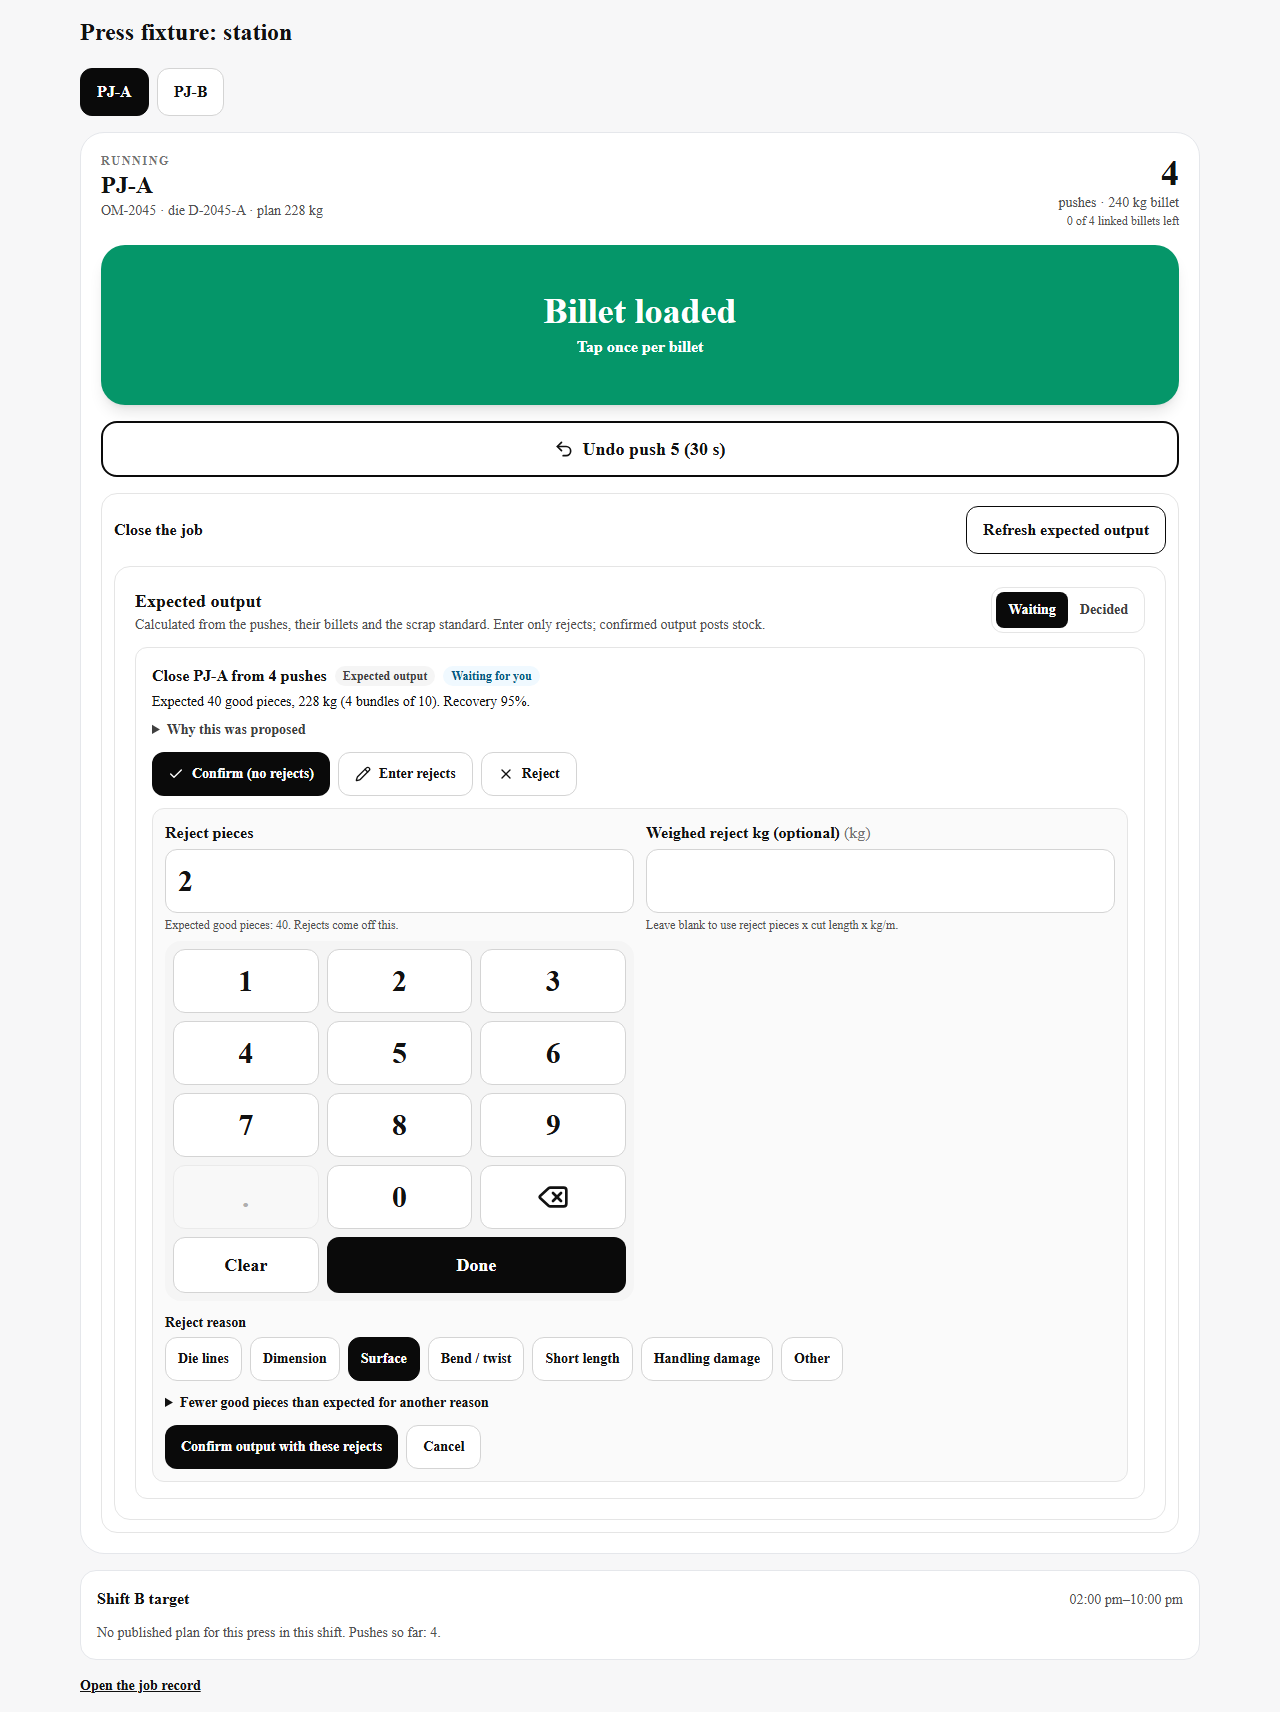 Press fixture: station
PJ-A
PJ-B
RUNNING
PJ-A
OM-2045 · die D-2045-A · plan 228 kg
4
pushes · 240 kg billet
0 of 4 linked billets left
Billet loaded
Tap once per billet
Undo push 5 (30 s)
Close the job
Refresh expected output
Expected output
Calculated from the pushes, their billets and the scrap standard. Enter only rejects; confirmed output posts stock.
Waiting
Decided
Close PJ-A from 4 pushes
Expected output
Waiting for you
Expected 40 good pieces, 228 kg (4 bundles of 10). Recovery 95%.
Why this was proposed
Confirm (no rejects)
Enter rejects
Reject
Reject pieces
Weighed reject kg (optional) (kg)
2
Expected good pieces: 40. Rejects come off this.
Leave blank to use reject pieces x cut length x kg/m.
1
2
3
4
5
6
7
8
9
.
0
Clear
Done
Reject reason
Die lines
Dimension
Surface
Bend / twist
Short length
Handling damage
Other
Fewer good pieces than expected for another reason
Confirm output with these rejects
Cancel
Shift B target
02:00 pm–10:00 pm
No published plan for this press in this shift. Pushes so far: 4.
Open the job record